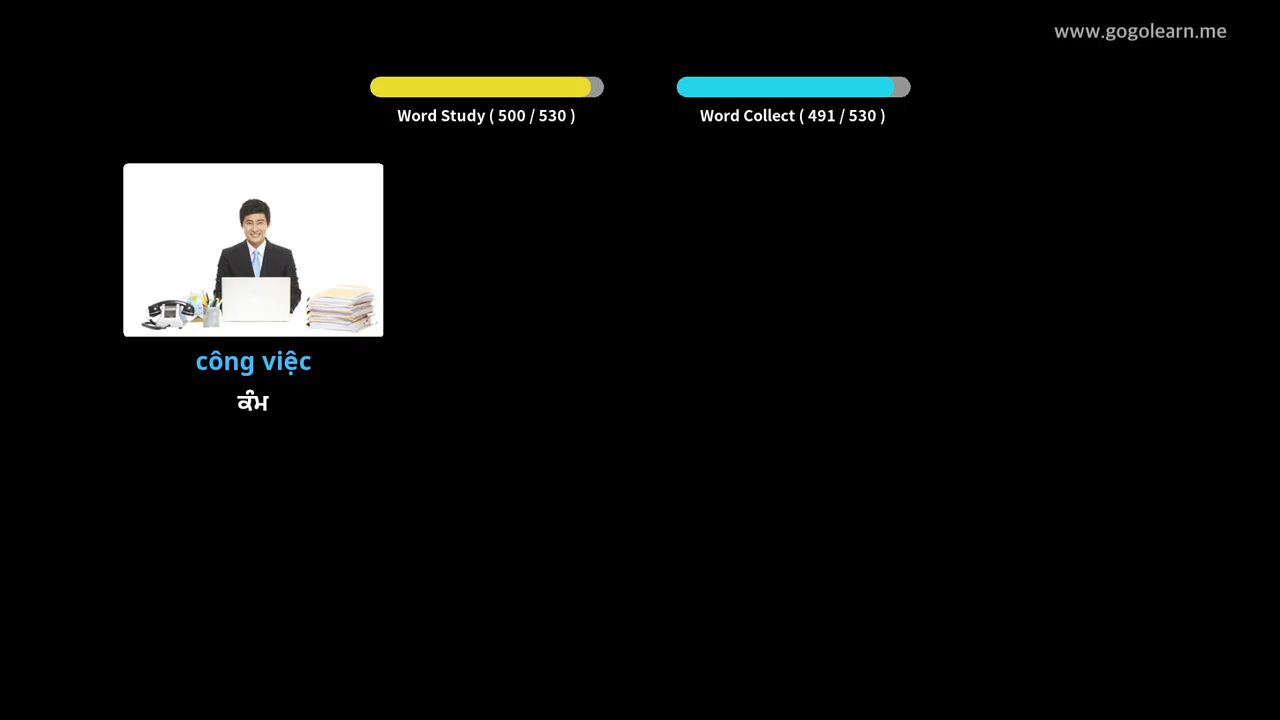 www.gogolearn.me
Word Study ( 500 / 530 )
Word Collect ( 491 / 530 )
công việc
ਕੰਮ